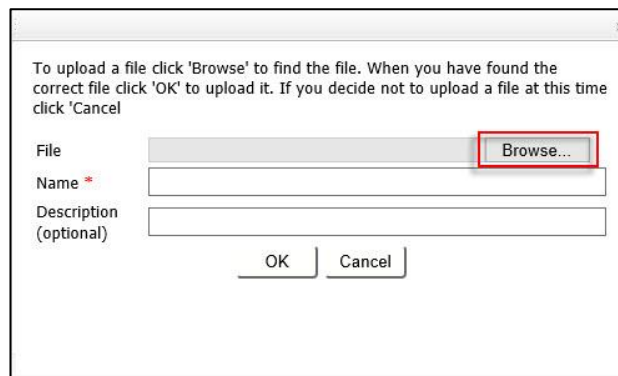 To upload a file click 'Browse' to find the file. When you have found the
correct file click 'OK' to upload it. If you decide not to upload a file at this time
click 'Cancel
File Browse...
Name *
Description
(optional)
OK Cancel